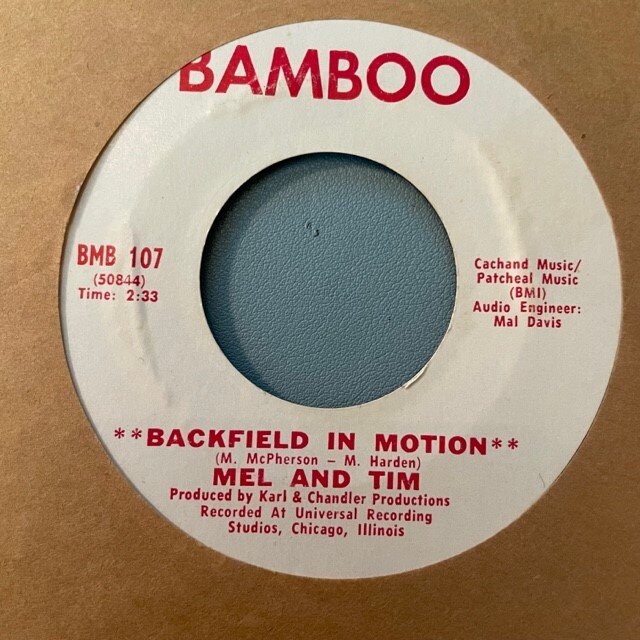 BAMBOO
BMB 107
(50844)
Time: 2:33
Cachand Music/
Patcheal Music
(BMI)
Audio Engineer:
Mal Davis
**BACKFIELD IN MOTION**
(M. McPherson – M. Harden)
MEL AND TIM
Produced by Karl & Chandler Productions
Recorded At Universal Recording
Studios, Chicago, Illinois